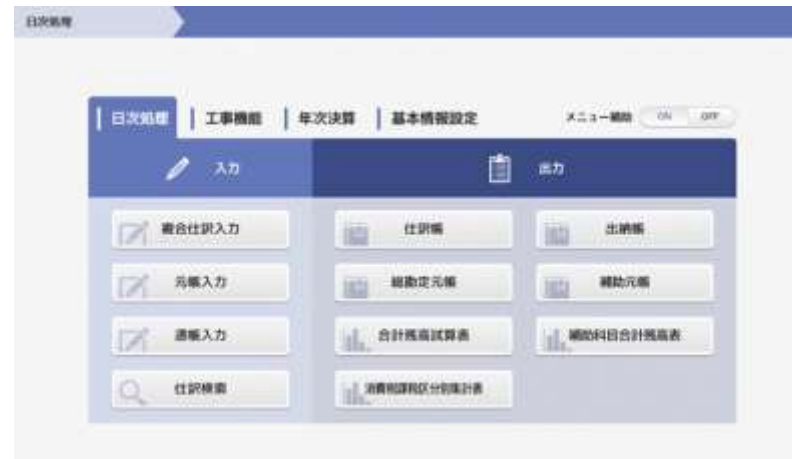 日次処理
日次処理
工事機能
年次決算
基本情報設定
メニュー補助 ON OFF
入力
出力
複合仕訳入力
仕訳帳
出納帳
元帳入力
総勘定元帳
補助元帳
通帳入力
合計残高試算表
補助科目合計残高表
仕訳検索
消費税課税区分別集計表